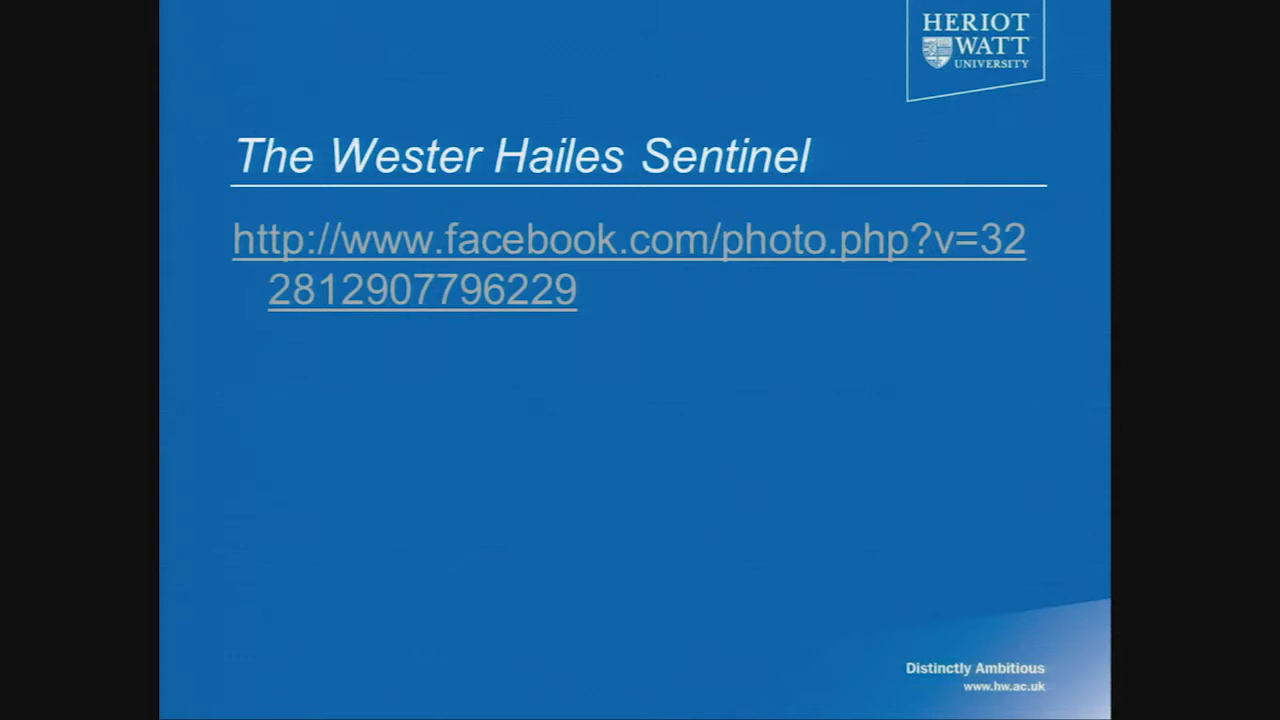 HERIOT
WATT
UNIVERSITY
The Wester Hailes Sentinel
http://www.facebook.com/photo.php?v=32
2812907796229
Distinctly Ambitious
www.hw.ac.uk